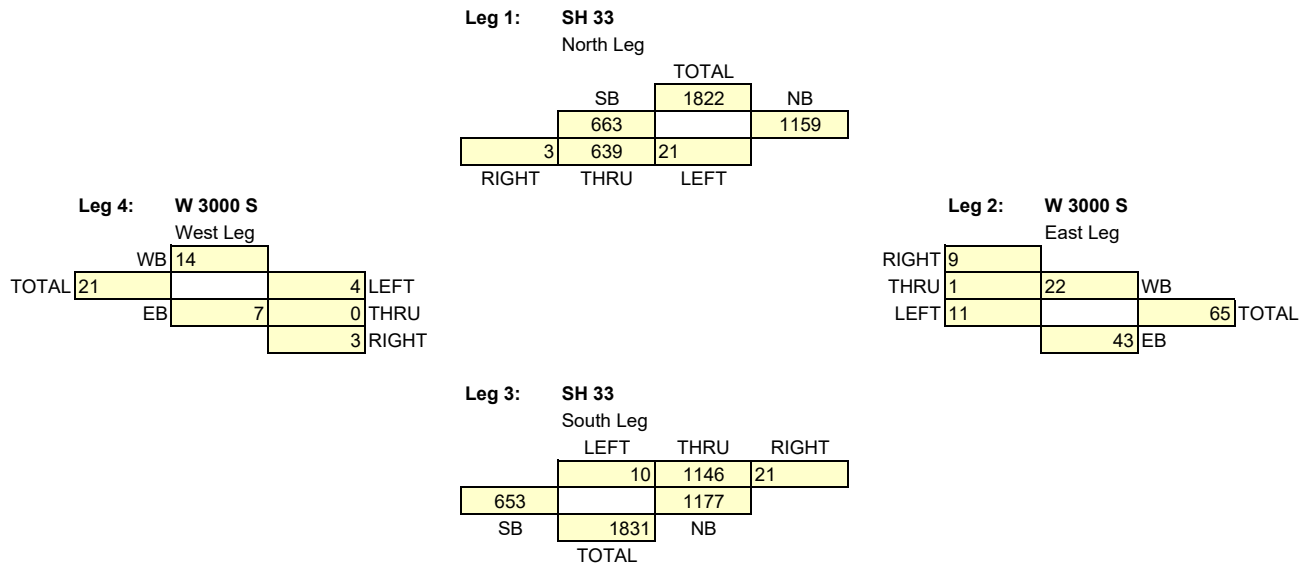 Leg 1: SH 33
North Leg
TOTAL
SB 1822 NB
663 1159
3 639 21
RIGHT THRU LEFT
Leg 4: W 3000 S
West Leg
WB 14
TOTAL 21 4 LEFT
EB 7 0 THRU
3 RIGHT
Leg 2: W 3000 S
East Leg
RIGHT 9
THRU 1 22 WB
LEFT 11 65 TOTAL
43 EB
Leg 3: SH 33
South Leg
LEFT THRU RIGHT
10 1146 21
653 1177
SB 1831 NB
TOTAL